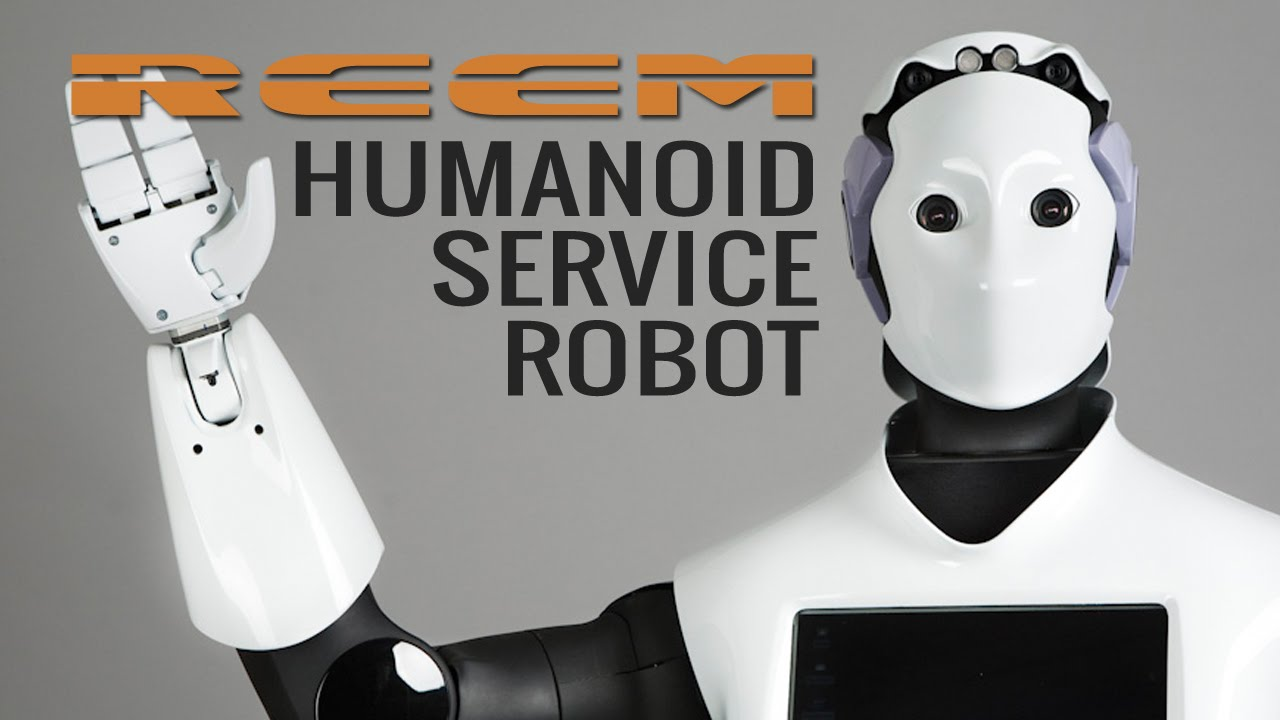 REEM
HUMANOID
SERVICE
ROBOT